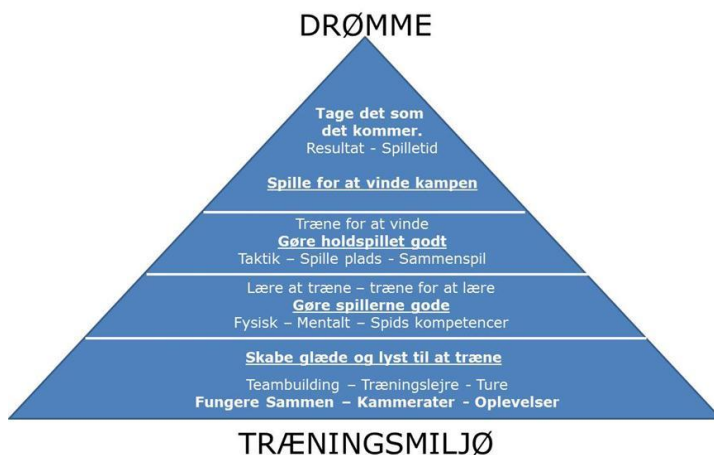 DRØMME
Tage det som
det kommer.
Resultat - Spilletid
Spille for at vinde kampen
Træne for at vinde
Gøre holdspillet godt
Taktik – Spille plads - Sammenspil
Lære at træne – træne for at lære
Gøre spillerne gode
Fysisk – Mentalt – Spids kompetencer
Skabe glæde og lyst til at træne
Teambuilding – Træningslejre - Ture
Fungere Sammen – Kammerater - Oplevelser
TRÆNINGSMILJØ